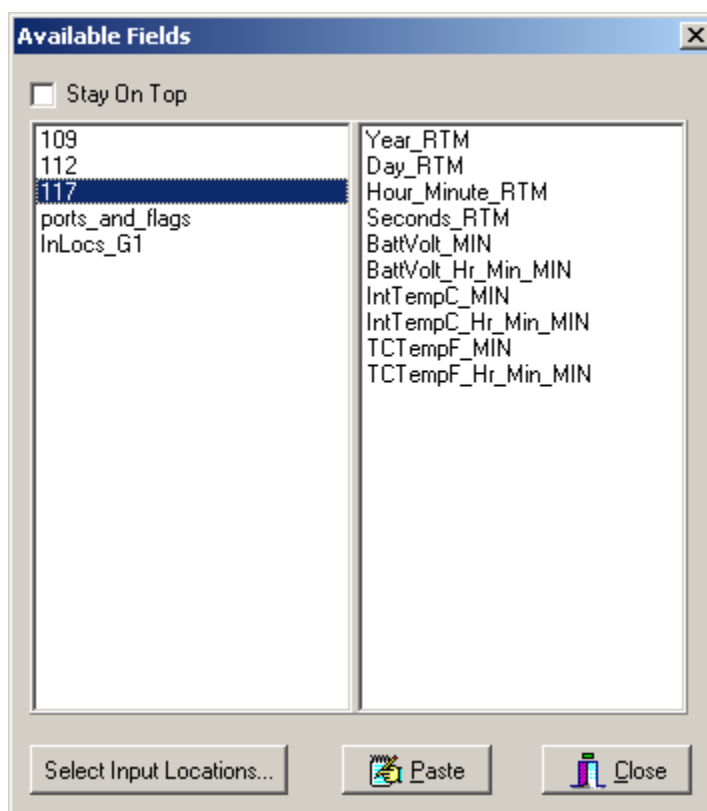 Available Fields
Stay On Top
109
112
117
ports_and_flags
InLocs_G1
Year_RTM
Day_RTM
Hour_Minute_RTM
Seconds_RTM
BattVolt_MIN
BattVolt_Hr_Min_MIN
IntTempC_MIN
IntTempC_Hr_Min_MIN
TCTempF_MIN
TCTempF_Hr_Min_MIN
Select Input Locations...
Paste
Close